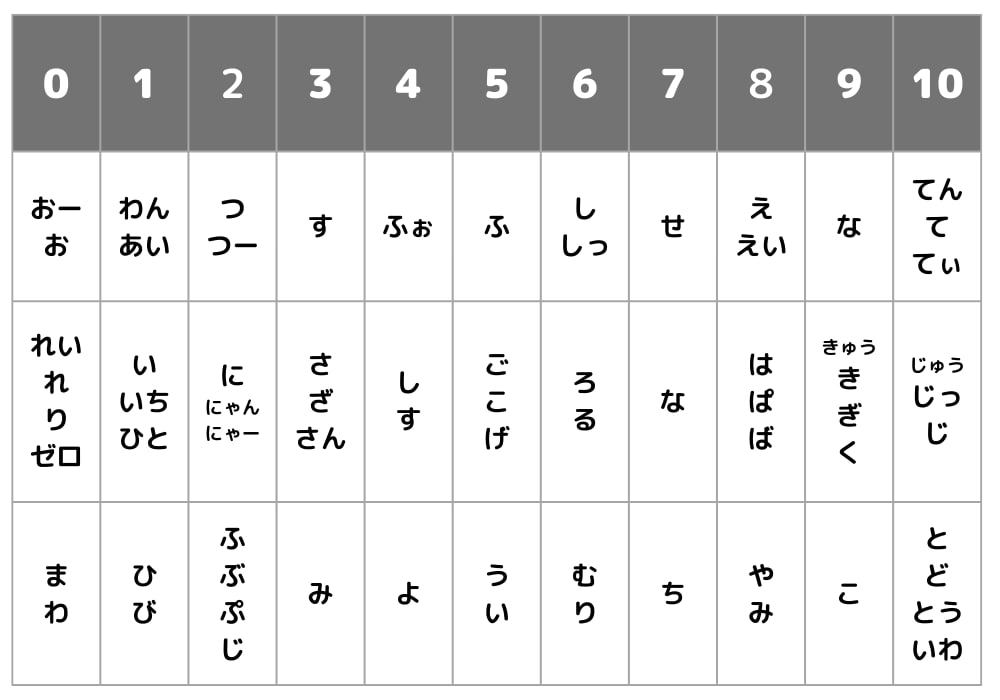 0 1 2 3 4 5 6 7 8 9 10
おー
お
わん
あい
つ
つー
す
ふぉ
ふ
し
しっ
せ
え
えい
な
てん
て
てぃ
れい
れ
り
ゼロ
い
いち
ひと
に
にゃん
にゃー
さ
ざ
さん
し
す
ご
こ
げ
ろ
る
な
は
ぱ
ば
きゅう
き
ぎ
く
じゅう
じっ
じ
ま
わ
ひ
び
ふ
ぶ
ぷ
じ
み
よ
う
い
む
り
ち
や
み
こ
と
ど
とう
いわ